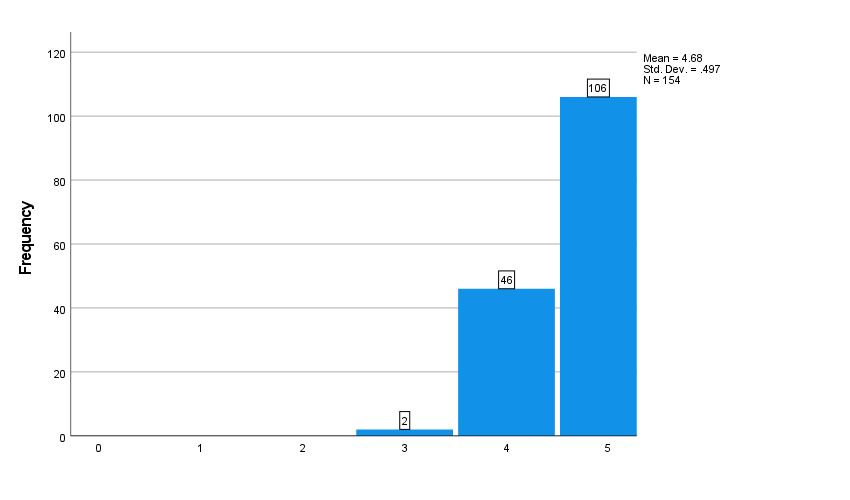 120
Mean = 4.68
Std. Dev. = .497
N = 154
106
100
80
Frequency
60
46
40
20
2
0
0 1 2 3 4 5